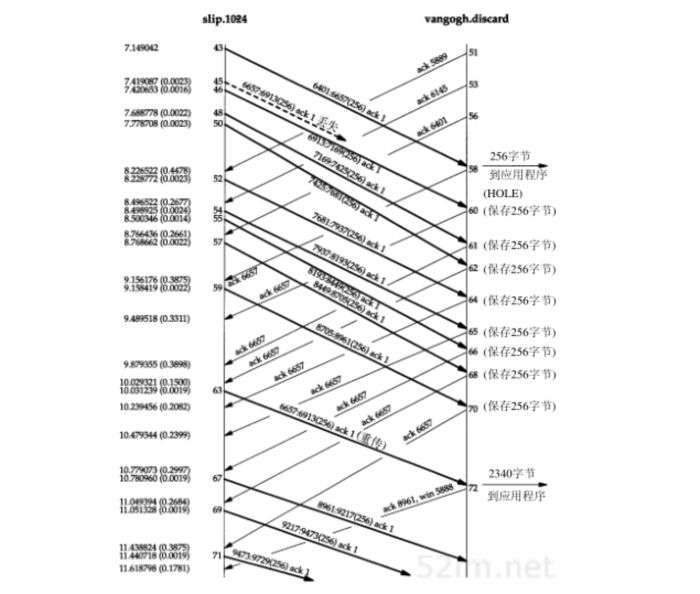 slip.1024 vangogh.discard
7.149042 43
51
ack 5889
7.419087 (0.0023) 45
53
7.420653 (0.0016) 46
6657:6913(256) ack 1 丢失
6401:6657(256) ack 1
ack 6145
7.688778 (0.0022) 48
56
7.778708 (0.0023) 50
ack 6401
6913:7169(256) ack 1
256字节
58
到应用程序
7169:7425(256) ack 1
8.226522 (0.4478)
8.228772 (0.0023) 52
7425:7681(256) ack 1
(HOLE)
8.496522 (0.2677)
8.498925 (0.0024) 54
60 (保存256字节)
8.500346 (0.0014) 55
7681:7937(256) ack 1
8.766436 (0.2661)
8.768662 (0.0022) 57
61 (保存256字节)
7937:8193(256) ack 1
62 (保存256字节)
8193:8449(256) ack 1
9.156176 (0.3875)
9.158419 (0.0022) 59
ack 6657
8449:8705(256) ack 1
64 (保存256字节)
ack 6657
9.489518 (0.3311)
8705:8961(256) ack 1
65 (保存256字节)
ack 6657
66 (保存256字节)
9.879355 (0.3898)
ack 6657
68 (保存256字节)
10.029321 (0.1500)
10.031239 (0.0019) 63
ack 6657
10.239456 (0.2082)
ack 6657
70 (保存256字节)
6657:6913(256) ack 1 (重传)
ack 6657
ack 6657
10.479344 (0.2399)
2340字节
10.779073 (0.2997)
10.780960 (0.0019) 67
72
到应用程序
ack 8961, win 5888
11.049394 (0.2684)
11.051328 (0.0019) 69
8961:9217(256) ack 1
9217:9473(256) ack 1
11.438824 (0.3875)
11.440718 (0.0019) 71
9473:9729(256) ack 1
11.618798 (0.1781)
52im.net